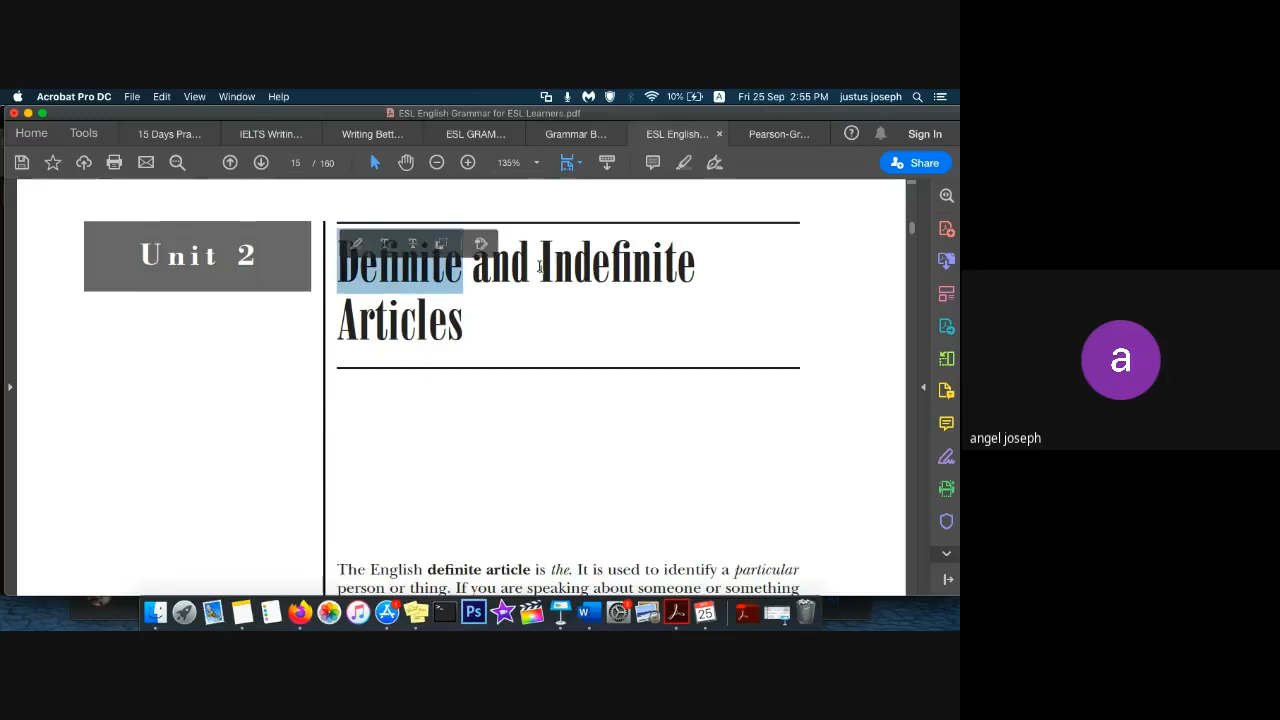 Acrobat Pro DC File Edit View Window Help 10% A Fri 25 Sep 2:55 PM justus joseph
ESL English Grammar for ESL Learners.pdf
Home Tools 15 Days Pra... IELTS Writin... Writing Bett... ESL GRAM... Grammar B... ESL English... × Pearson-Gr... Sign In
15 / 160 135% Share
Unit 2
Definite and Indefinite
Articles
a
angel joseph
The English definite article is the. It is used to identify a particular
person or thing. If you are speaking about someone or something
Ps W 25